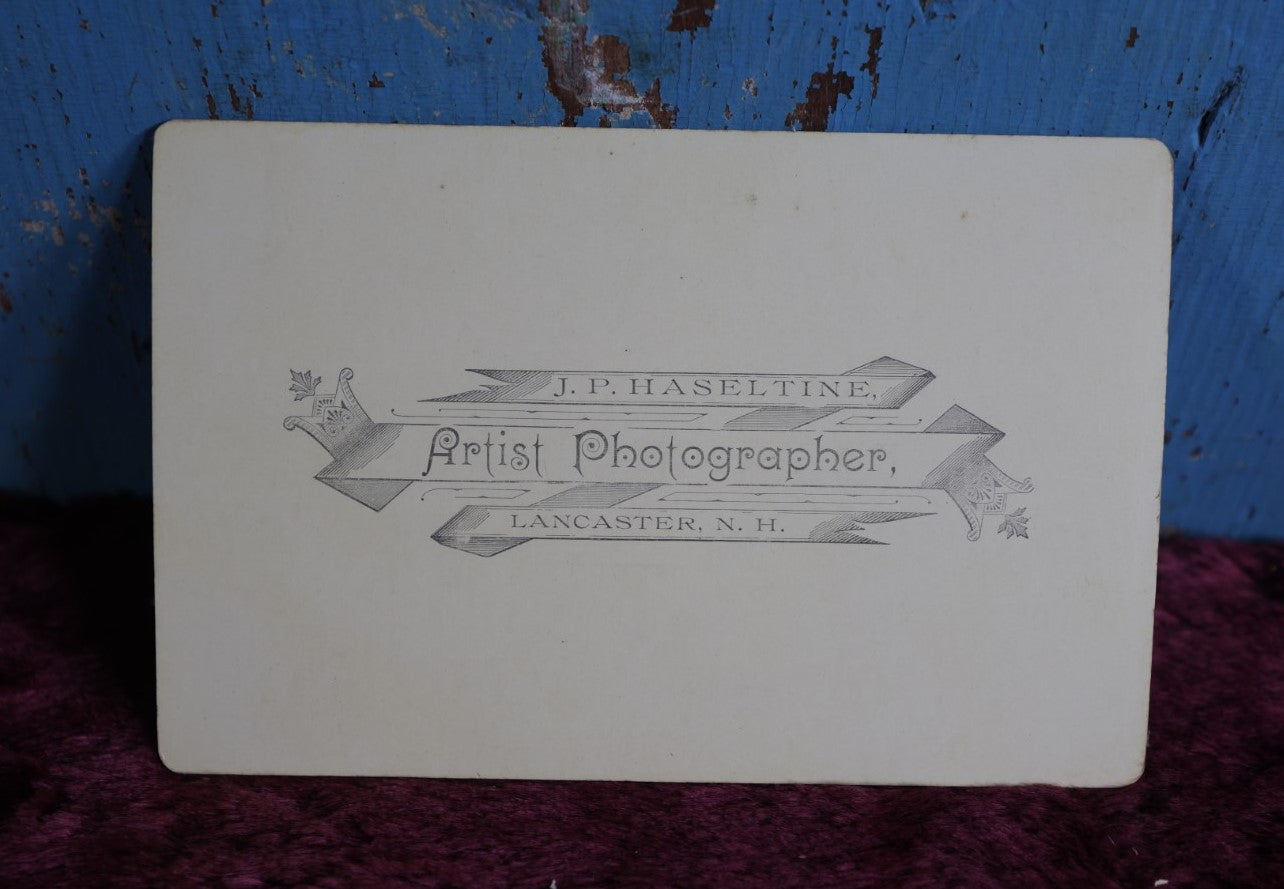 J. P. HASELTINE,
Artist Photographer,
LANCASTER, N. H.